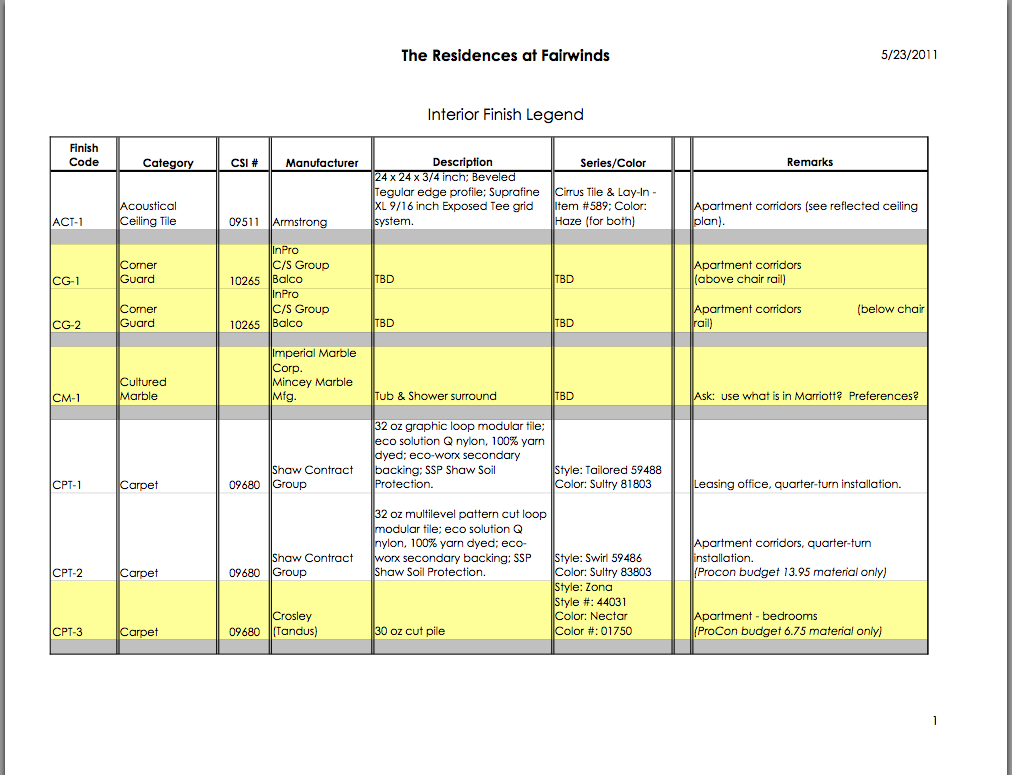 The Residences at Fairwinds
5/23/2011
Interior Finish Legend
Finish
Code
Category
CSI #
Manufacturer
Description
Series/Color
Remarks
ACT-1
Acoustical
Ceiling Tile
09511
Armstrong
24 x 24 x 3/4 inch; Beveled
Tegular edge profile; Suprafine
XL 9/16 inch Exposed Tee grid
system.
Cirrus Tile & Lay-In -
Item #589; Color:
Haze (for both)
Apartment corridors (see reflected ceiling
plan).
CG-1
Corner
Guard
10265
InPro
C/S Group
Balco
TBD
TBD
Apartment corridors
(above chair rail)
CG-2
Corner
Guard
10265
InPro
C/S Group
Balco
TBD
TBD
Apartment corridors (below chair
rail)
CM-1
Cultured
Marble
Imperial Marble
Corp.
Mincey Marble
Mfg.
Tub & Shower surround
TBD
Ask: use what is in Marriott? Preferences?
CPT-1
Carpet
09680
Shaw Contract
Group
32 oz graphic loop modular tile;
eco solution Q nylon, 100% yarn
dyed; eco-worx secondary
backing; SSP Shaw Soil
Protection.
Style: Tailored 59488
Color: Sultry 81803
Leasing office, quarter-turn installation.
CPT-2
Carpet
09680
Shaw Contract
Group
32 oz multilevel pattern cut loop
modular tile; eco solution Q
nylon, 100% yarn dyed; eco-
worx secondary backing; SSP
Shaw Soil Protection.
Style: Swirl 59486
Color: Sultry 83803
Apartment corridors, quarter-turn
installation.
(Procon budget 13.95 material only)
CPT-3
Carpet
09680
Crosley
(Tandus)
30 oz cut pile
Style: Zona
Style #: 44031
Color: Nectar
Color #: 01750
Apartment - bedrooms
(ProCon budget 6.75 material only)
1